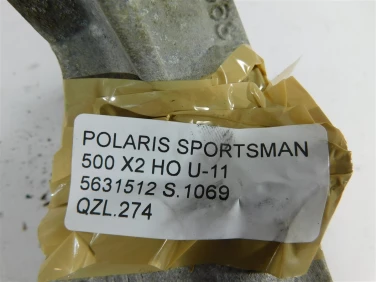 POLARIS SPORTSMAN
500 X2 HO U-11
5631512 S.1069
QZL.274